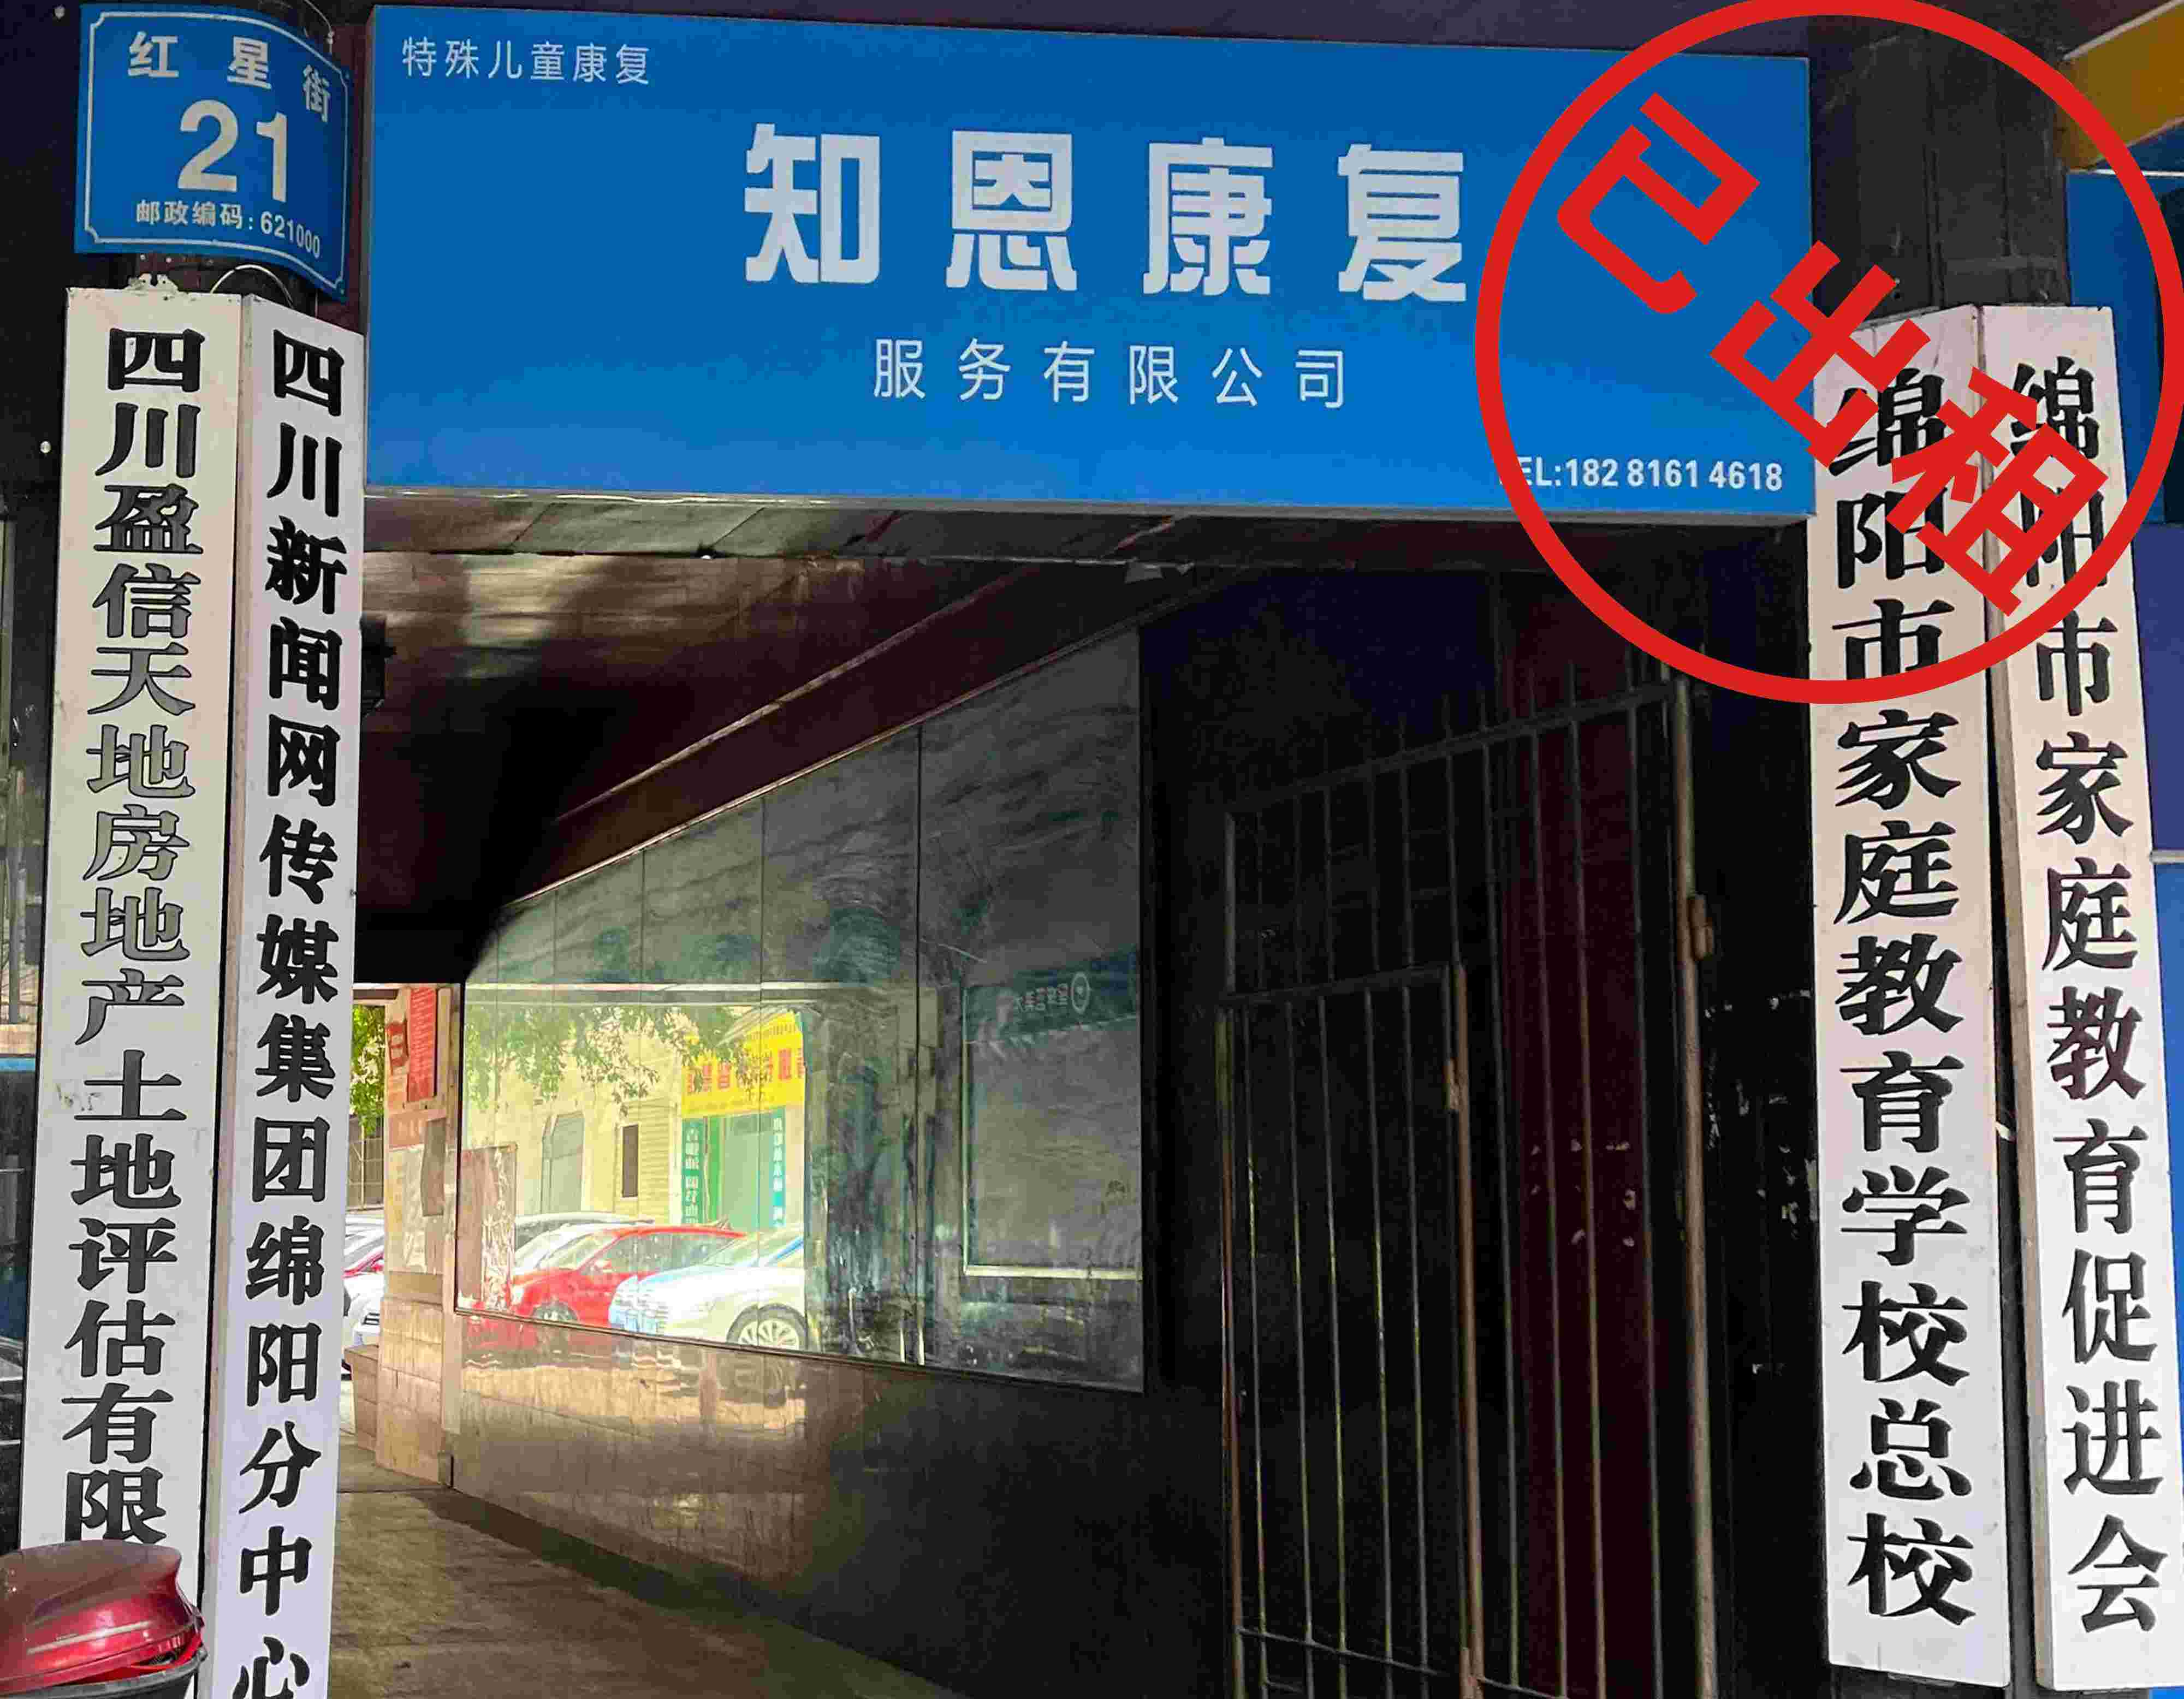 红星街
21
邮政编码:621000
特殊儿童康复
知恩康复
服务有限公司
EL:182 8161 4618
已出租
四川盈信天地房地产土地评估有限
四川新闻网传媒集团绵阳分中心
绵阳市家庭教育学校总校
绵阳市家庭教育促进会